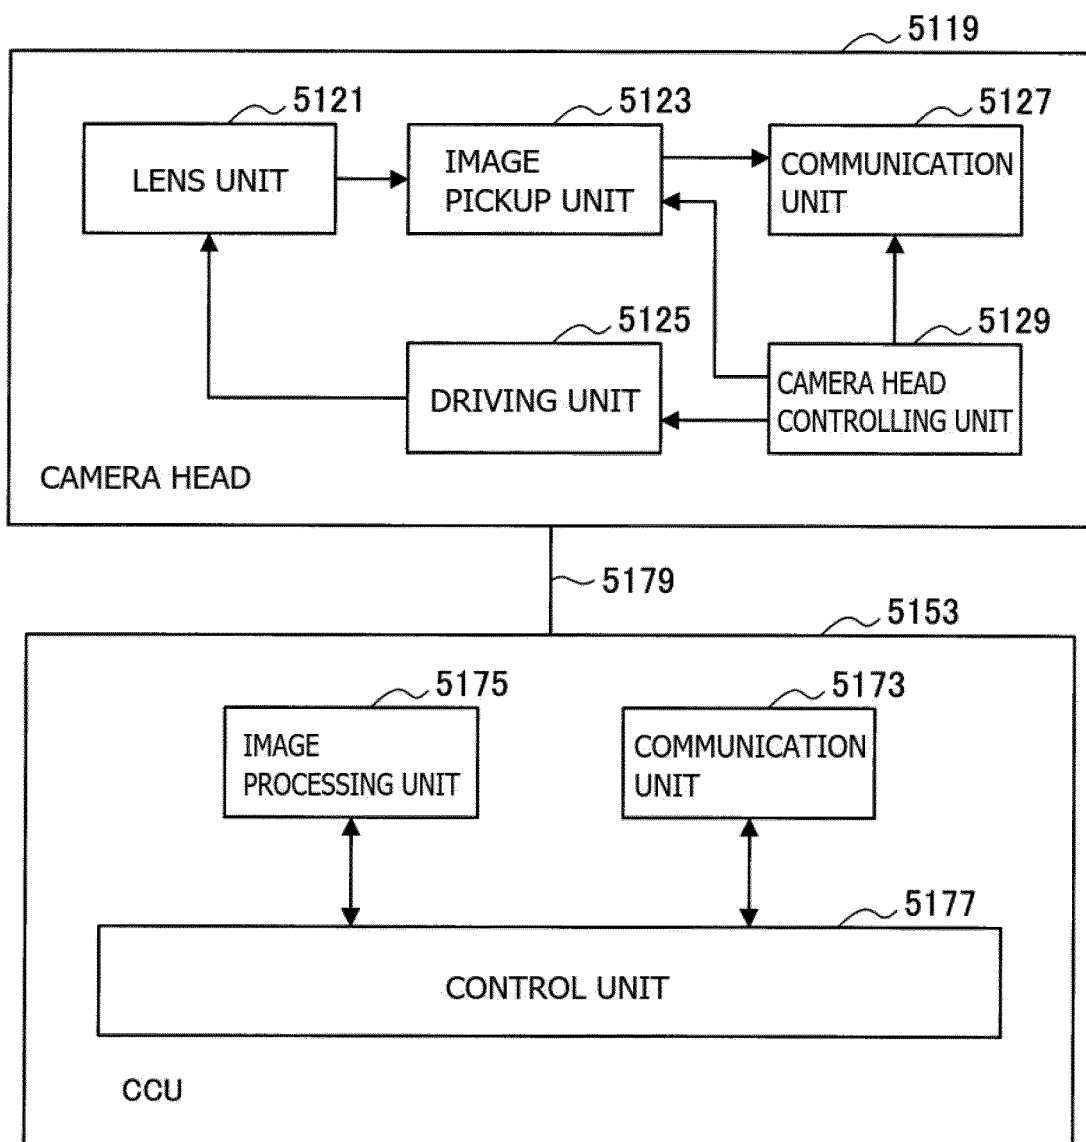 5119
5121
5123
5127
LENS UNIT
IMAGE
PICKUP UNIT
COMMUNICATION
UNIT
5125
5129
DRIVING UNIT
CAMERA HEAD
CONTROLLING UNIT
CAMERA HEAD
5179
5153
5175
5173
IMAGE
PROCESSING UNIT
COMMUNICATION
UNIT
5177
CONTROL UNIT
CCU